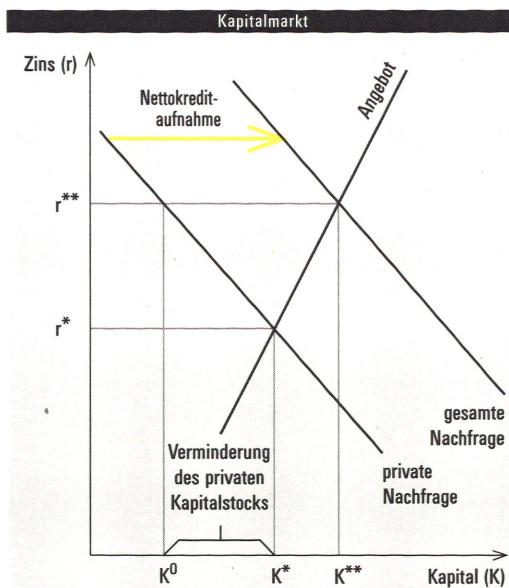 Kapitalmarkt
Zins (r)
Nettokredit-
aufnahme
Angebot
r**
r*
gesamte
Nachfrage
private
Nachfrage
Verminderung
des privaten
Kapitalstocks
K⁰
K*
K**
Kapital (K)